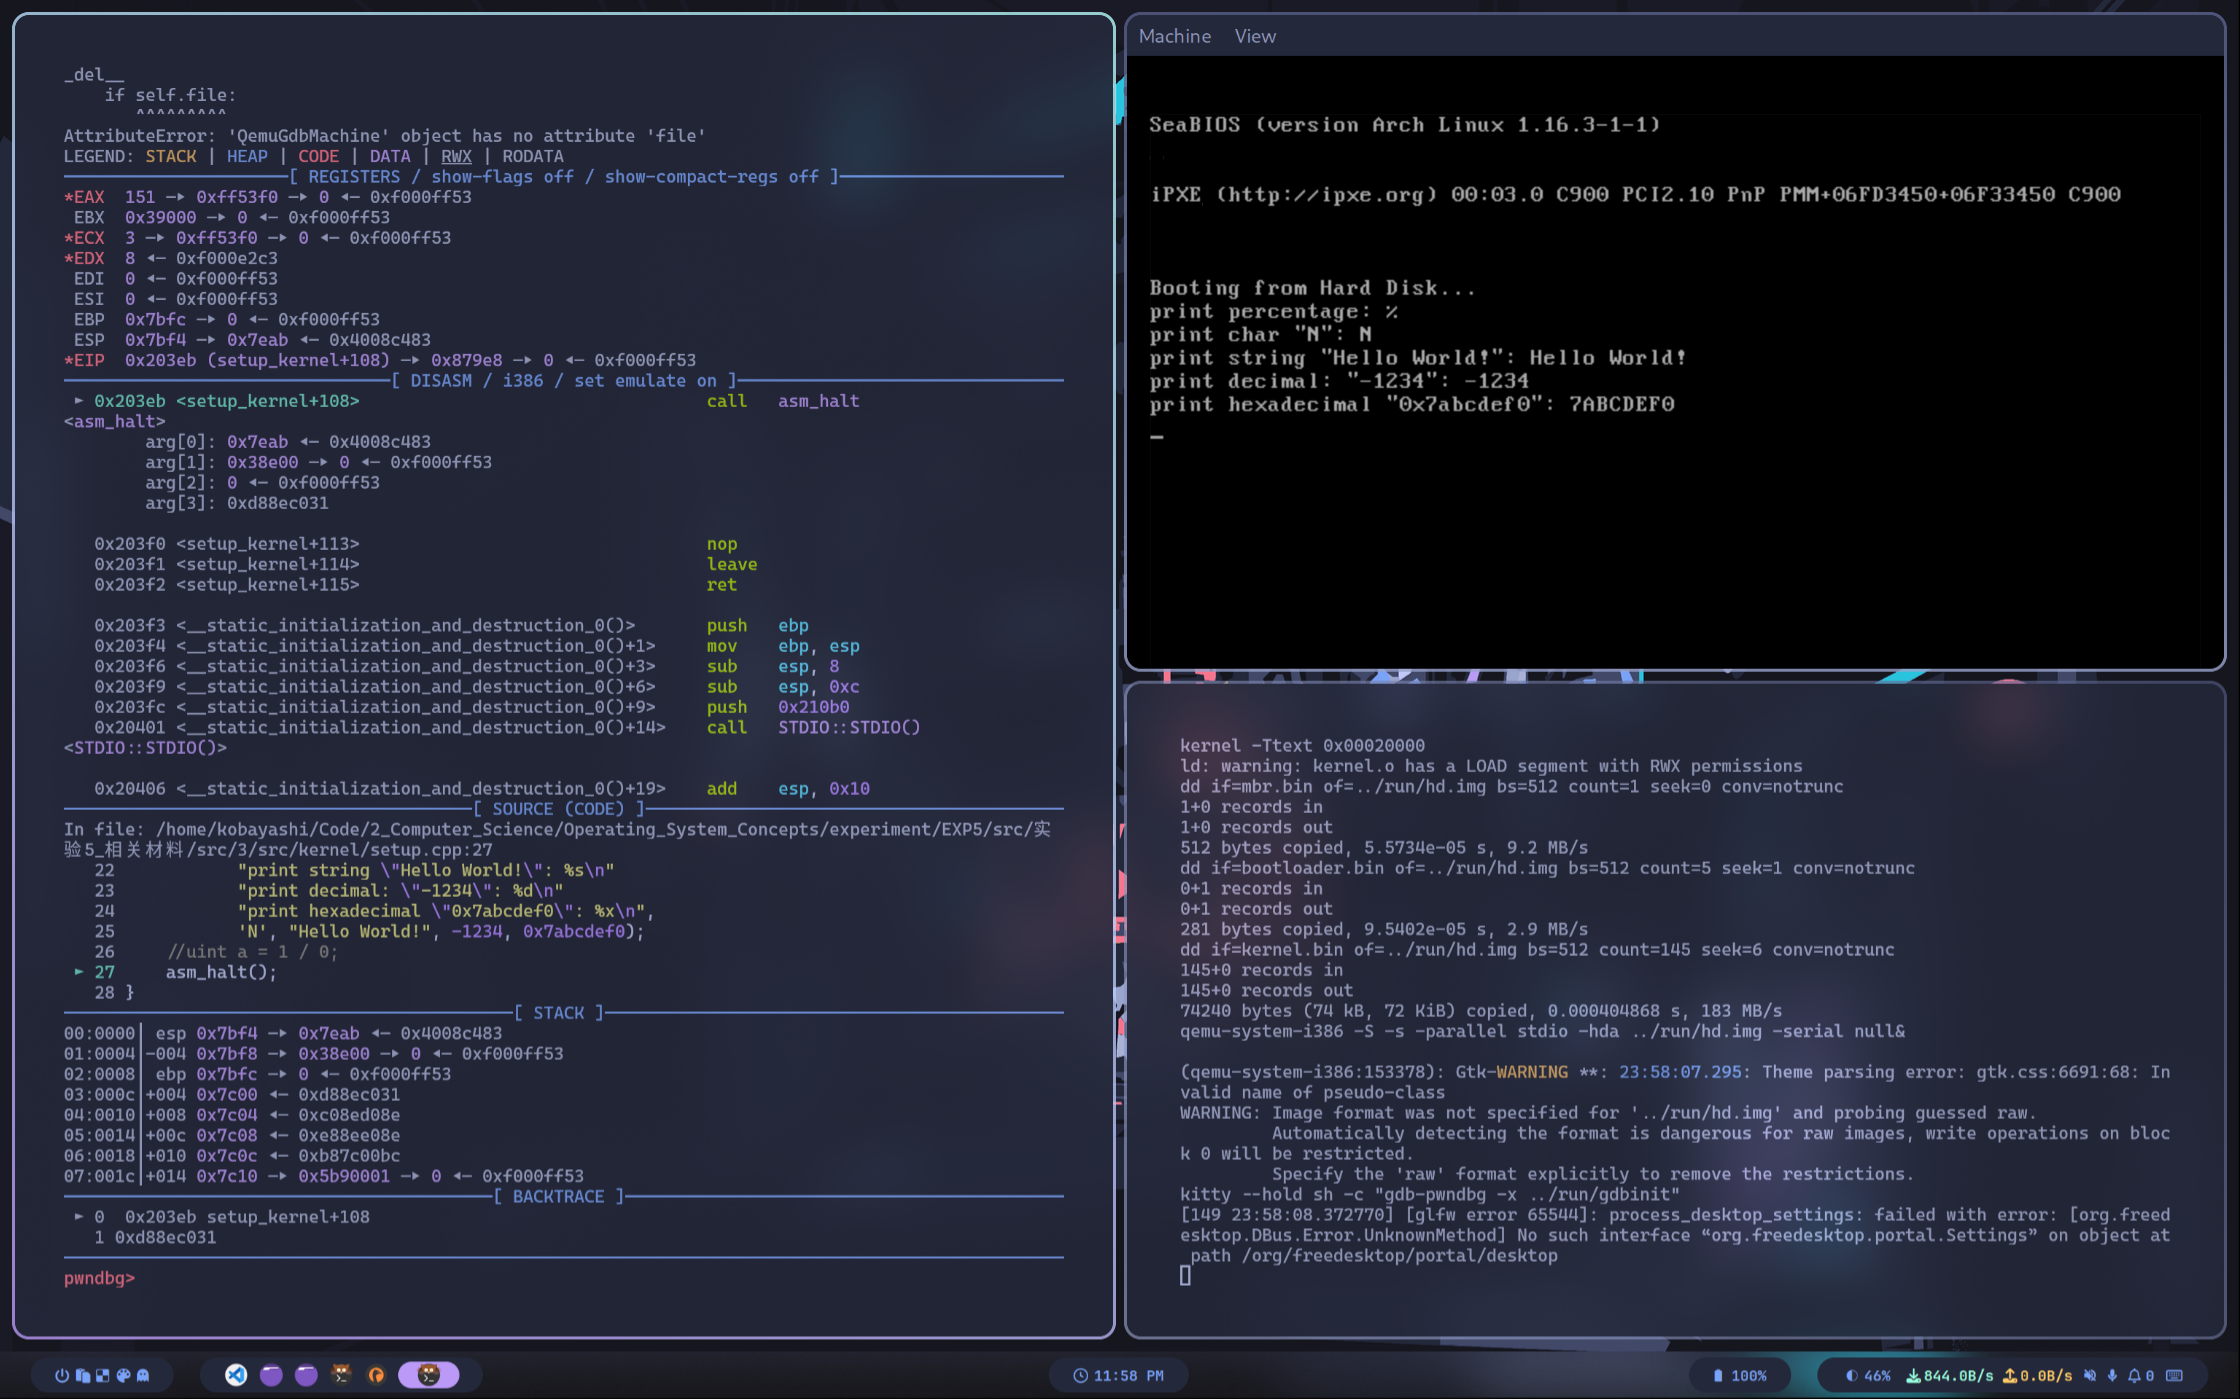 _del__
    if self.file:
       ^^^^^^^^^
AttributeError: 'QemuGdbMachine' object has no attribute 'file'
LEGEND: STACK | HEAP | CODE | DATA | RWX | RODATA
[ REGISTERS / show-flags off / show-compact-regs off ]
*EAX  151 —▸ 0xff53f0 —▸ 0 ◂— 0xf000ff53
 EBX  0x39000 —▸ 0 ◂— 0xf000ff53
*ECX  3 —▸ 0xff53f0 —▸ 0 ◂— 0xf000ff53
*EDX  8 ◂— 0xf000e2c3
 EDI  0 ◂— 0xf000ff53
 ESI  0 ◂— 0xf000ff53
 EBP  0x7bfc —▸ 0 ◂— 0xf000ff53
 ESP  0x7bf4 —▸ 0x7eab ◂— 0x4008c483
*EIP  0x203eb (setup_kernel+108) —▸ 0x879e8 —▸ 0 ◂— 0xf000ff53
[ DISASM / i386 / set emulate on ]
 ► 0x203eb <setup_kernel+108>    call   asm_halt
<asm_halt>
        arg[0]: 0x7eab ◂— 0x4008c483
        arg[1]: 0x38e00 —▸ 0 ◂— 0xf000ff53
        arg[2]: 0 ◂— 0xf000ff53
        arg[3]: 0xd88ec031
   0x203f0 <setup_kernel+113>    nop
   0x203f1 <setup_kernel+114>    leave
   0x203f2 <setup_kernel+115>    ret
   0x203f3 <__static_initialization_and_destruction_0()>    push   ebp
   0x203f4 <__static_initialization_and_destruction_0()+1>    mov    ebp, esp
   0x203f6 <__static_initialization_and_destruction_0()+3>    sub    esp, 8
   0x203f9 <__static_initialization_and_destruction_0()+6>    sub    esp, 0xc
   0x203fc <__static_initialization_and_destruction_0()+9>    push   0x210b0
   0x20401 <__static_initialization_and_destruction_0()+14>    call   STDIO::STDIO()
<STDIO::STDIO()>
   0x20406 <__static_initialization_and_destruction_0()+19>    add    esp, 0x10
[ SOURCE (CODE) ]
In file: /home/kobayashi/Code/2_Computer_Science/Operating_System_Concepts/experiment/EXP5/src/实
验5_相关材料/src/3/src/kernel/setup.cpp:27
   22            "print string \"Hello World!\": %s\n"
   23            "print decimal: \"-1234\": %d\n"
   24            "print hexadecimal \"0x7abcdef0\": %x\n",
   25            'N', "Hello World!", -1234, 0x7abcdef0);
   26     //uint a = 1 / 0;
 ► 27     asm_halt();
   28 }
[ STACK ]
00:0000│ esp 0x7bf4 —▸ 0x7eab ◂— 0x4008c483
01:0004│-004 0x7bf8 —▸ 0x38e00 —▸ 0 ◂— 0xf000ff53
02:0008│ ebp 0x7bfc —▸ 0 ◂— 0xf000ff53
03:000c│+004 0x7c00 ◂— 0xd88ec031
04:0010│+008 0x7c04 ◂— 0xc08ed08e
05:0014│+00c 0x7c08 ◂— 0xe88ee08e
06:0018│+010 0x7c0c ◂— 0xb87c00bc
07:001c│+014 0x7c10 —▸ 0x5b90001 —▸ 0 ◂— 0xf000ff53
[ BACKTRACE ]
 ► 0  0x203eb setup_kernel+108
   1 0xd88ec031
pwndbg>
Machine View
SeaBIOS (version Arch Linux 1.16.3-1-1)
iPXE (http://ipxe.org) 00:03.0 C900 PCI2.10 PnP PMM+06FD3450+06F33450 C900
Booting from Hard Disk...
print percentage: %
print char "N": N
print string "Hello World!": Hello World!
print decimal: "-1234": -1234
print hexadecimal "0x7abcdef0": 7ABCDEF0
_
kernel -Ttext 0x00020000
ld: warning: kernel.o has a LOAD segment with RWX permissions
dd if=mbr.bin of=../run/hd.img bs=512 count=1 seek=0 conv=notrunc
1+0 records in
1+0 records out
512 bytes copied, 5.5734e-05 s, 9.2 MB/s
dd if=bootloader.bin of=../run/hd.img bs=512 count=5 seek=1 conv=notrunc
0+1 records in
0+1 records out
281 bytes copied, 9.5402e-05 s, 2.9 MB/s
dd if=kernel.bin of=../run/hd.img bs=512 count=145 seek=6 conv=notrunc
145+0 records in
145+0 records out
74240 bytes (74 kB, 72 KiB) copied, 0.000404868 s, 183 MB/s
qemu-system-i386 -S -s -parallel stdio -hda ../run/hd.img -serial null&
(qemu-system-i386:153378): Gtk-WARNING **: 23:58:07.295: Theme parsing error: gtk.css:6691:68: In
valid name of pseudo-class
WARNING: Image format was not specified for '../run/hd.img' and probing guessed raw.
         Automatically detecting the format is dangerous for raw images, write operations on bloc
k 0 will be restricted.
         Specify the 'raw' format explicitly to remove the restrictions.
kitty --hold sh -c "gdb-pwndbg -x ../run/gdbinit"
[149 23:58:08.372770] [glfw error 65544]: process_desktop_settings: failed with error: [org.freed
esktop.DBus.Error.UnknownMethod] No such interface “org.freedesktop.portal.Settings” on object at
 path /org/freedesktop/portal/desktop
11:58 PM
100%
46% 844.0B/s 0.0B/s 0